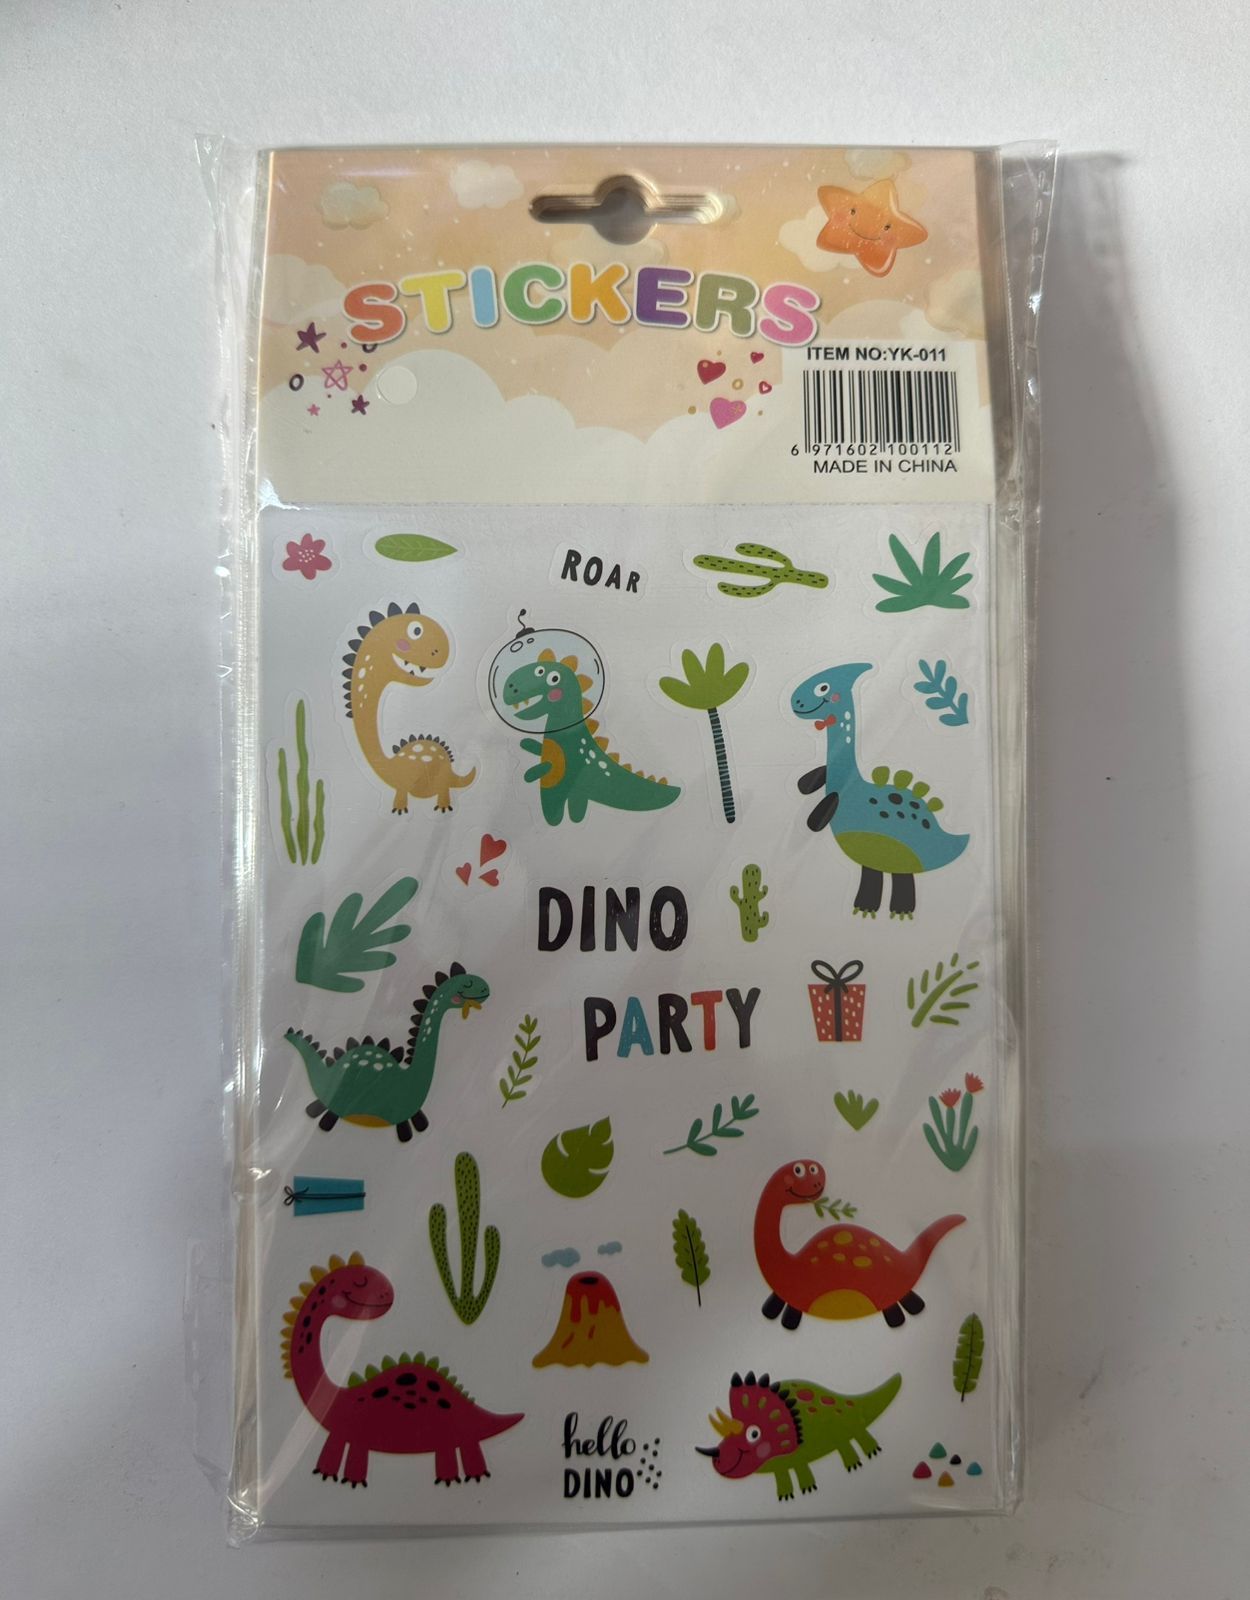 STICKERS
ITEM NO:YK-011
6 971602 100112
MADE IN CHINA
ROAR
DINO
PARTY
hello
DINO